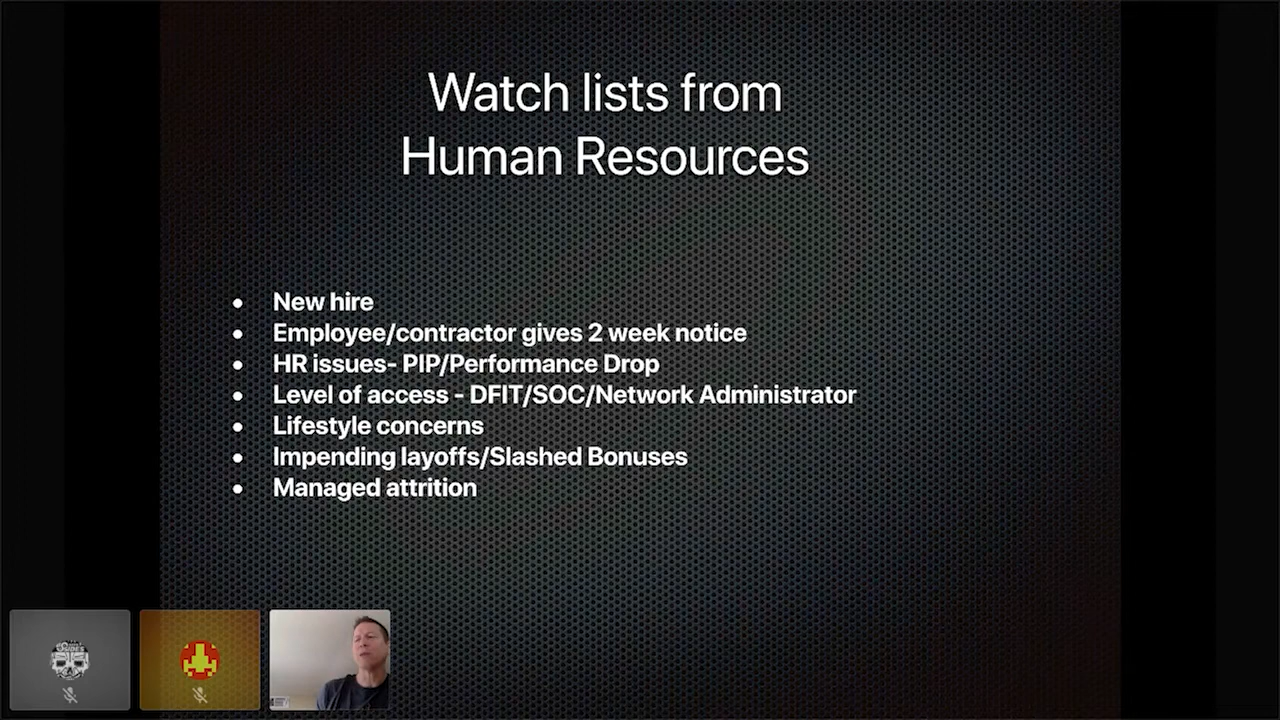 Watch lists from
Human Resources
• New hire
• Employee/contractor gives 2 week notice
• HR issues- PIP/Performance Drop
• Level of access - DFIT/SOC/Network Administrator
• Lifestyle concerns
• Impending layoffs/Slashed Bonuses
• Managed attrition